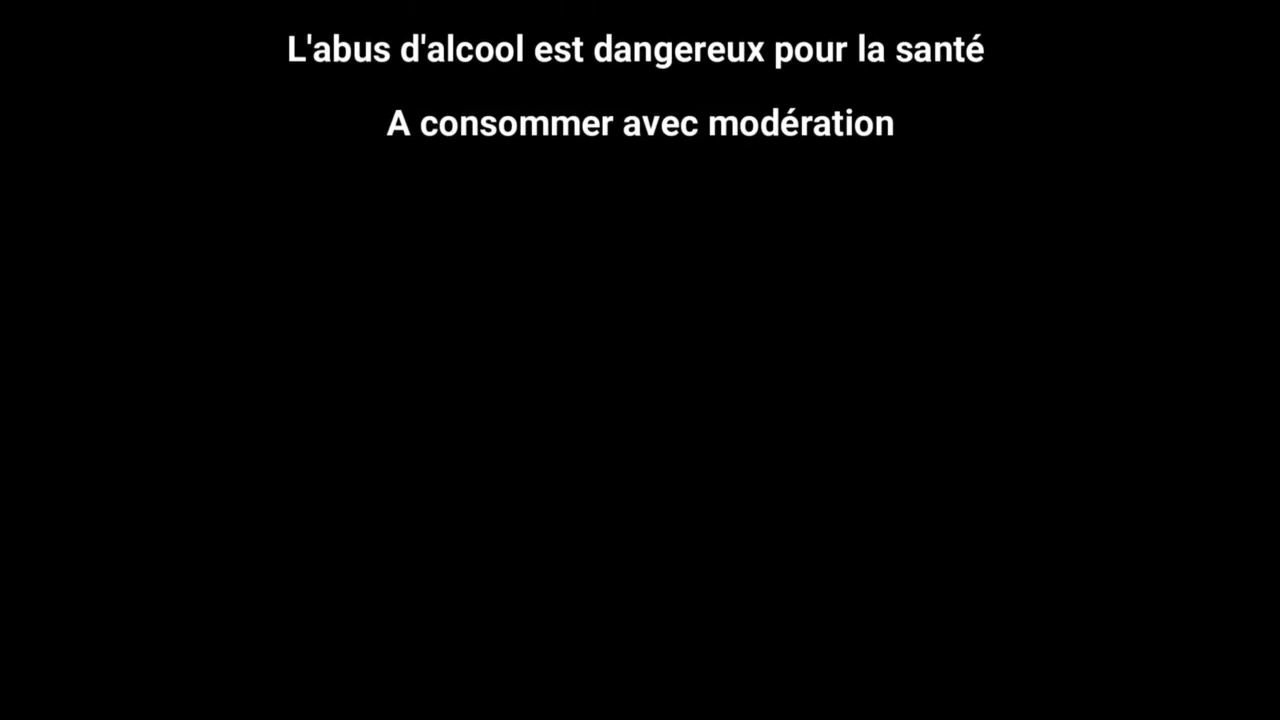 L'abus d'alcool est dangereux pour la santé
A consommer avec modération